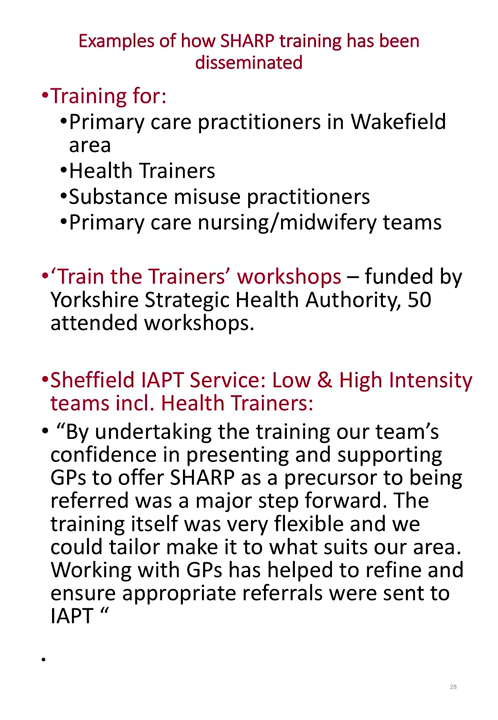 Examples of how SHARP training has been
disseminated
•Training for:
•Primary care practitioners in Wakefield
area
•Health Trainers
•Substance misuse practitioners
•Primary care nursing/midwifery teams
•‘Train the Trainers’ workshops – funded by
Yorkshire Strategic Health Authority, 50
attended workshops.
•Sheffield IAPT Service: Low & High Intensity
teams incl. Health Trainers:
• “By undertaking the training our team’s
confidence in presenting and supporting
GPs to offer SHARP as a precursor to being
referred was a major step forward. The
training itself was very flexible and we
could tailor make it to what suits our area.
Working with GPs has helped to refine and
ensure appropriate referrals were sent to
IAPT “
•
28